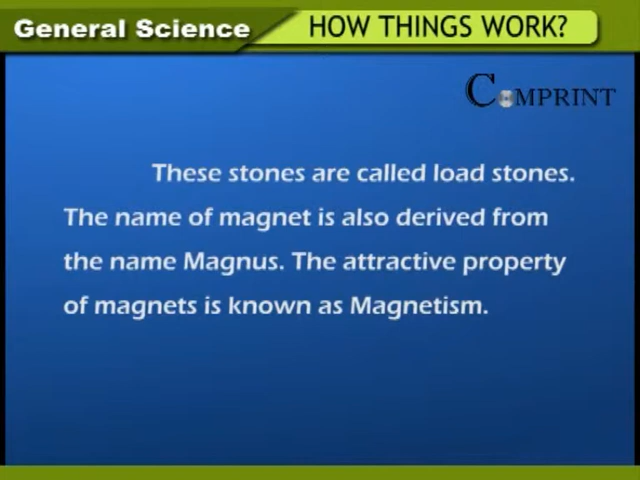 General Science
HOW THINGS WORK?
COMPRINT
These stones are called load stones.
The name of magnet is also derived from
the name Magnus. The attractive property
of magnets is known as Magnetism.